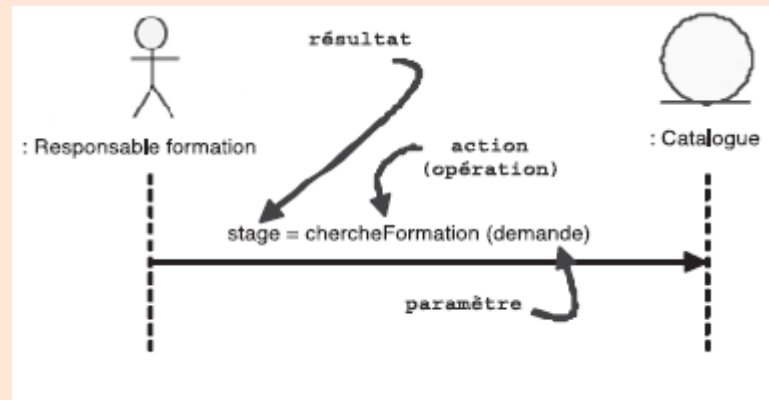 résultat
: Responsable formation
action
(opération)
: Catalogue
stage = chercheFormation (demande)
paramètre